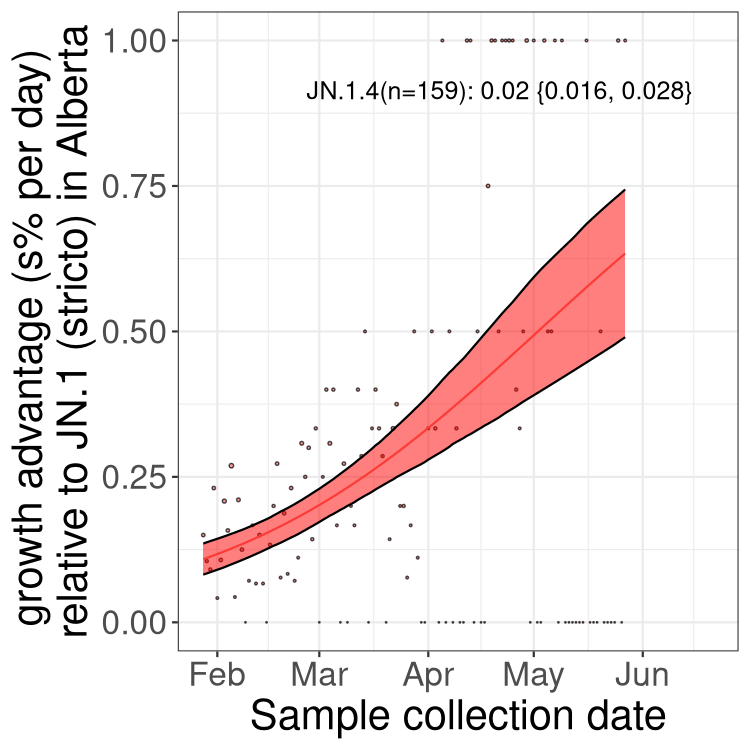 growth advantage (s% per day)
relative to JN.1 (stricto) in Alberta
1.00
0.75
0.50
0.25
0.00
JN.1.4(n=159): 0.02 {0.016, 0.028}
Feb Mar Apr May Jun
Sample collection date